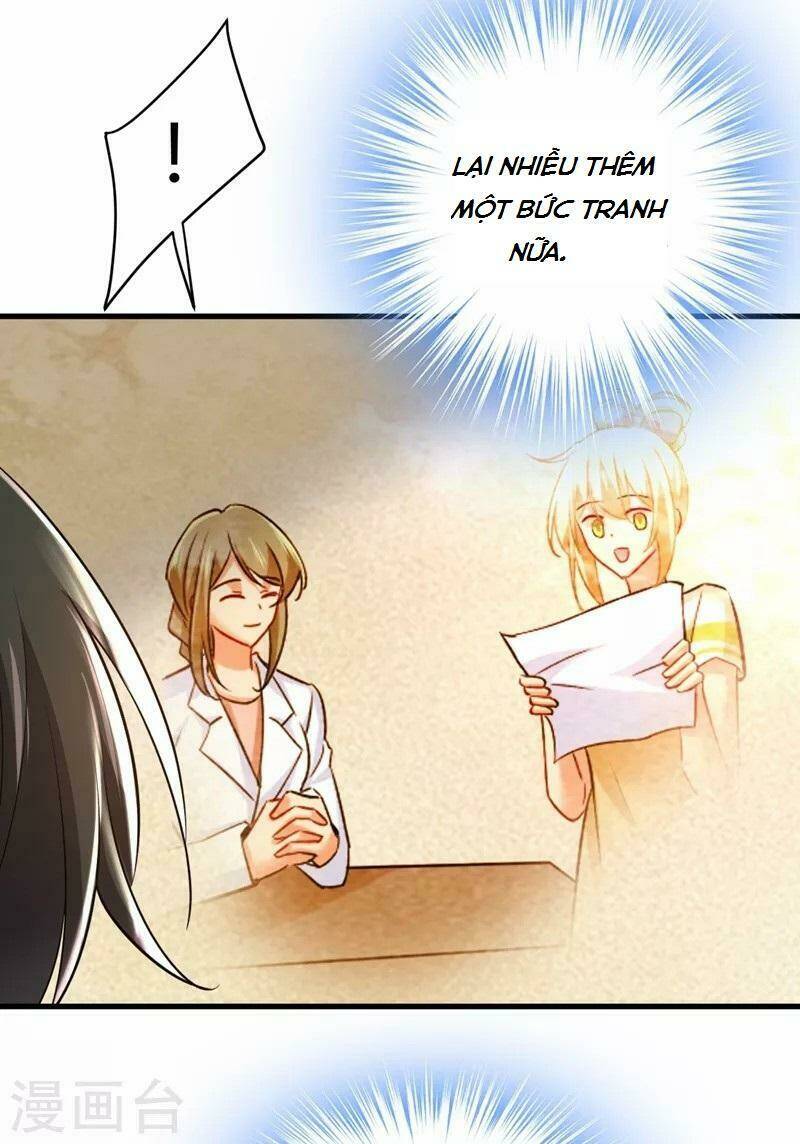 !
LẠI NHIỀU THÊM
MỘT BỨC TRANH
NỮA.
漫画台